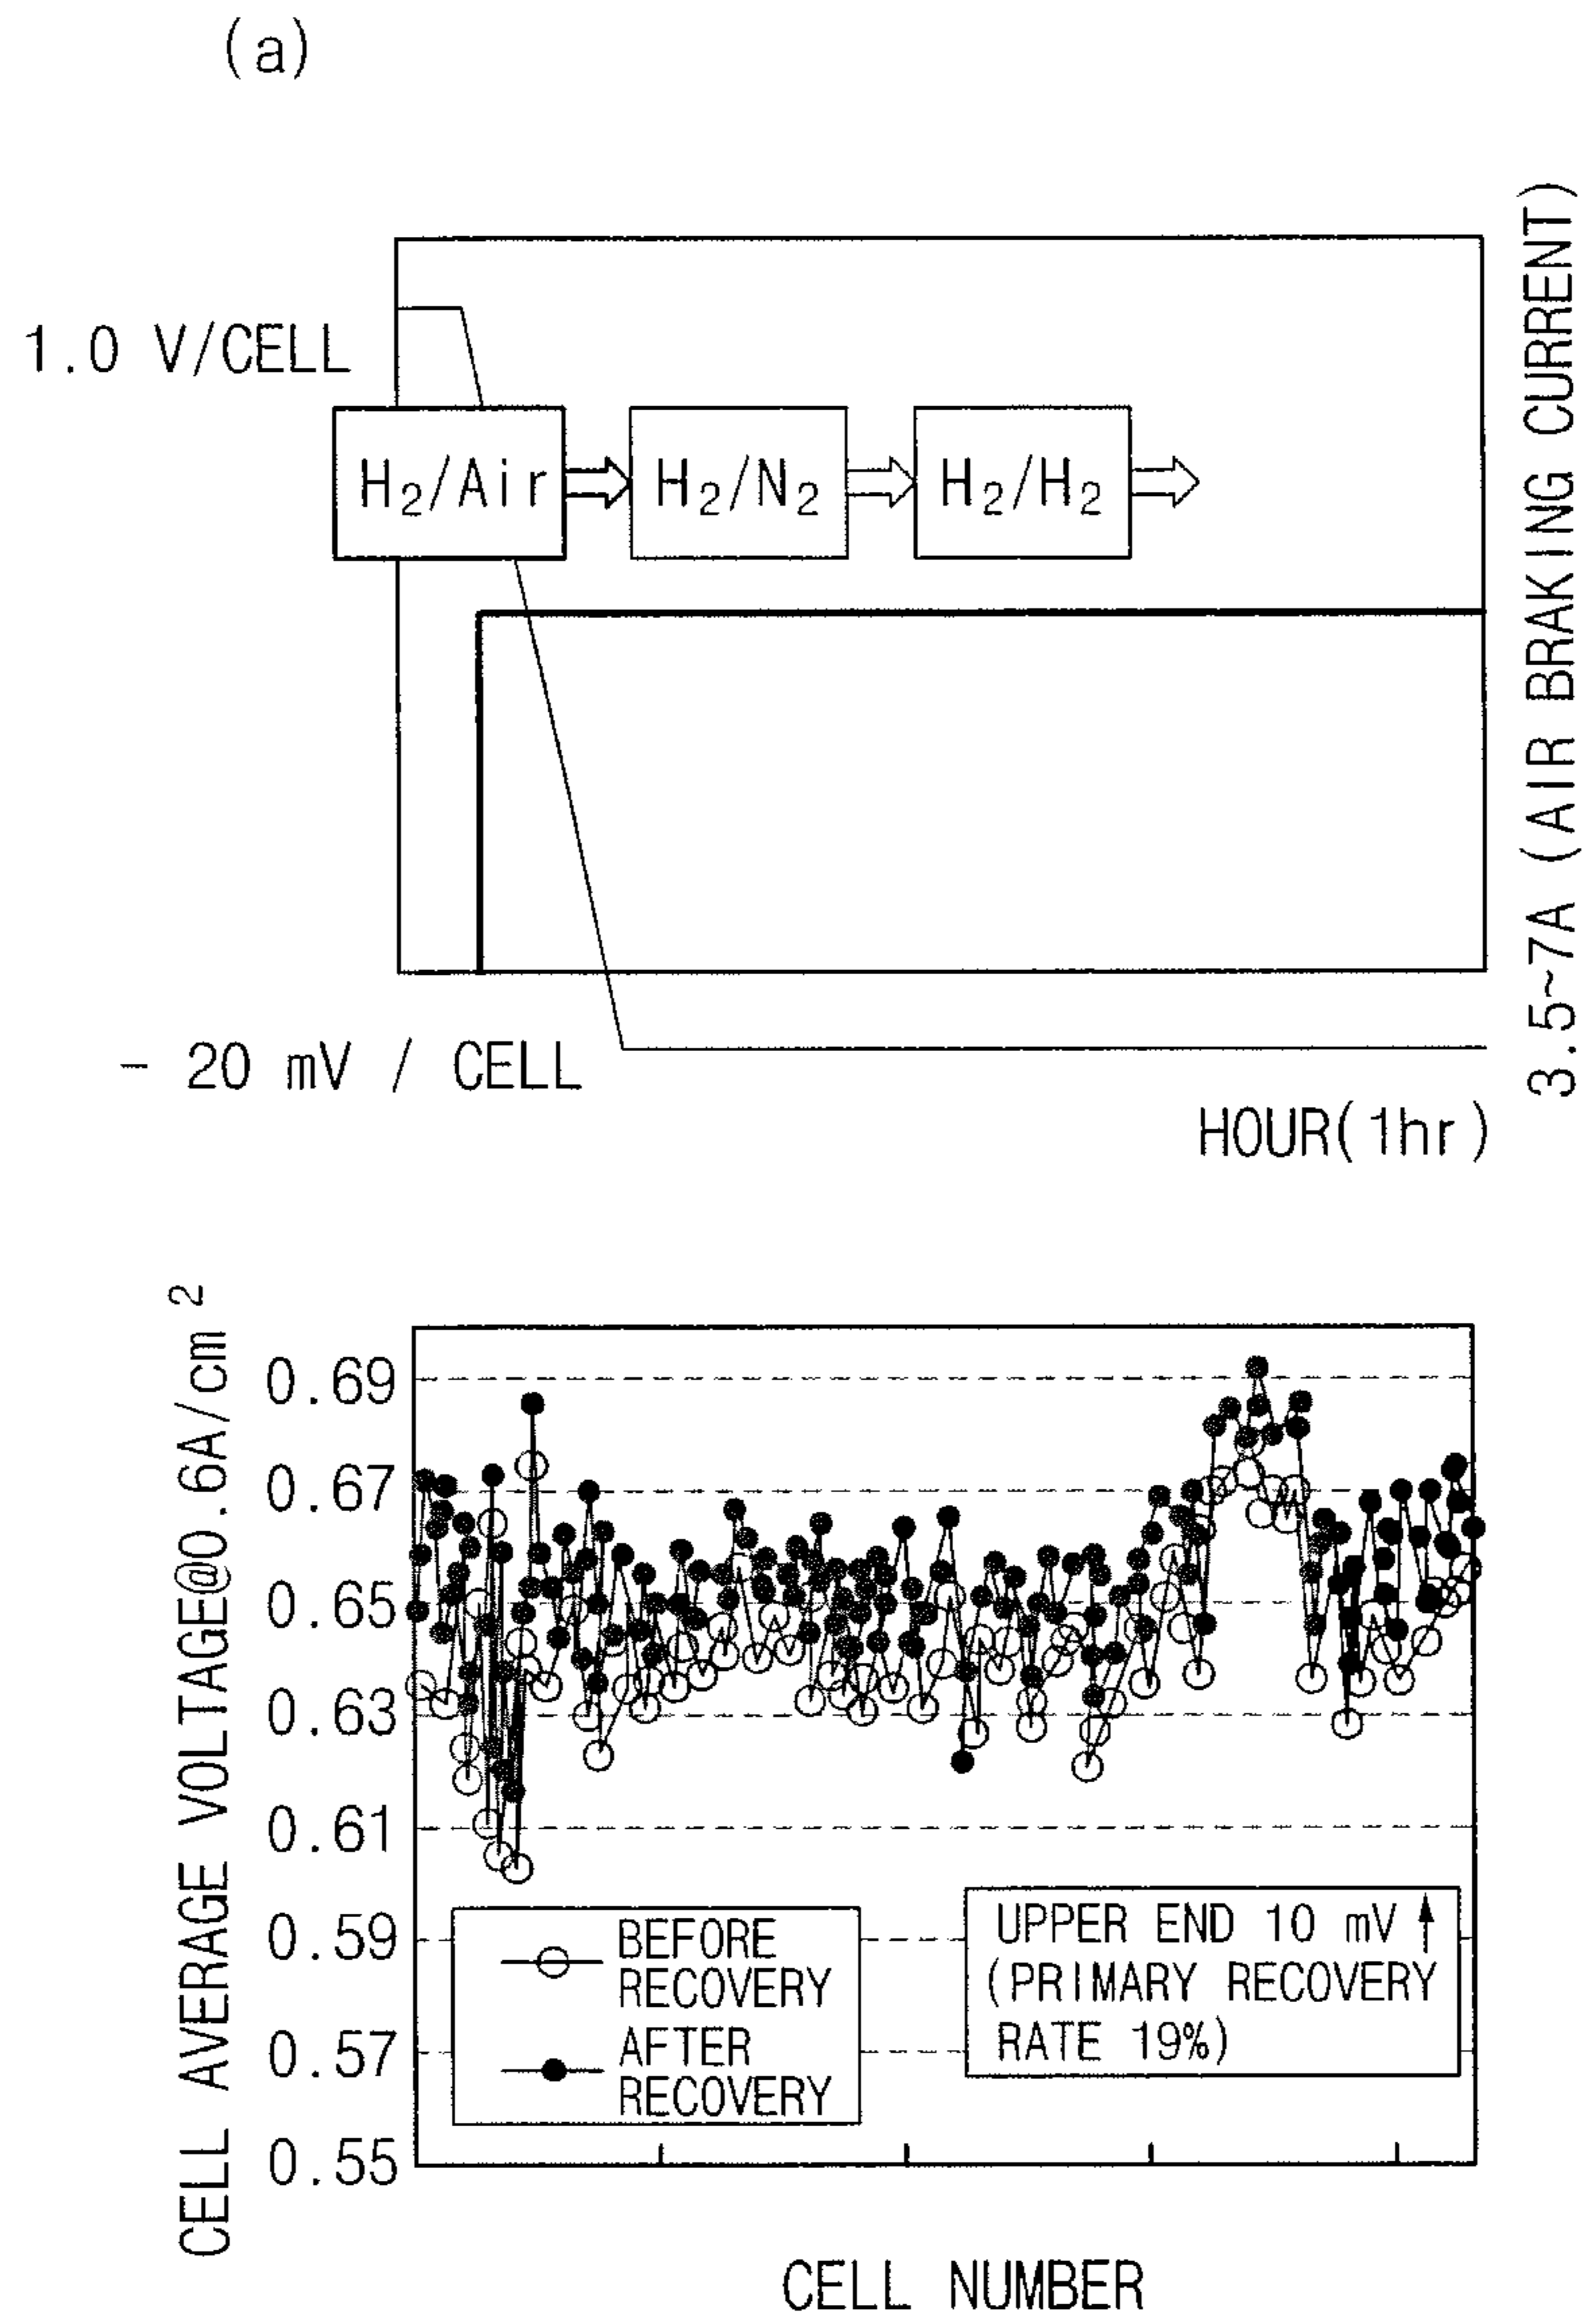 (a)
1.0 V/CELL
H₂/Air
H₂/N₂
H₂/H₂
3.5~7A (AIR BRAKING CURRENT)
- 20 mV / CELL
HOUR(1hr)
CELL AVERAGE VOLTAGE@0.6A/cm²
0.69
0.67
0.65
0.63
0.61
0.59
0.57
0.55
BEFORE
RECOVERY
AFTER
RECOVERY
UPPER END 10 mV ↑
(PRIMARY RECOVERY
RATE 19%)
CELL NUMBER